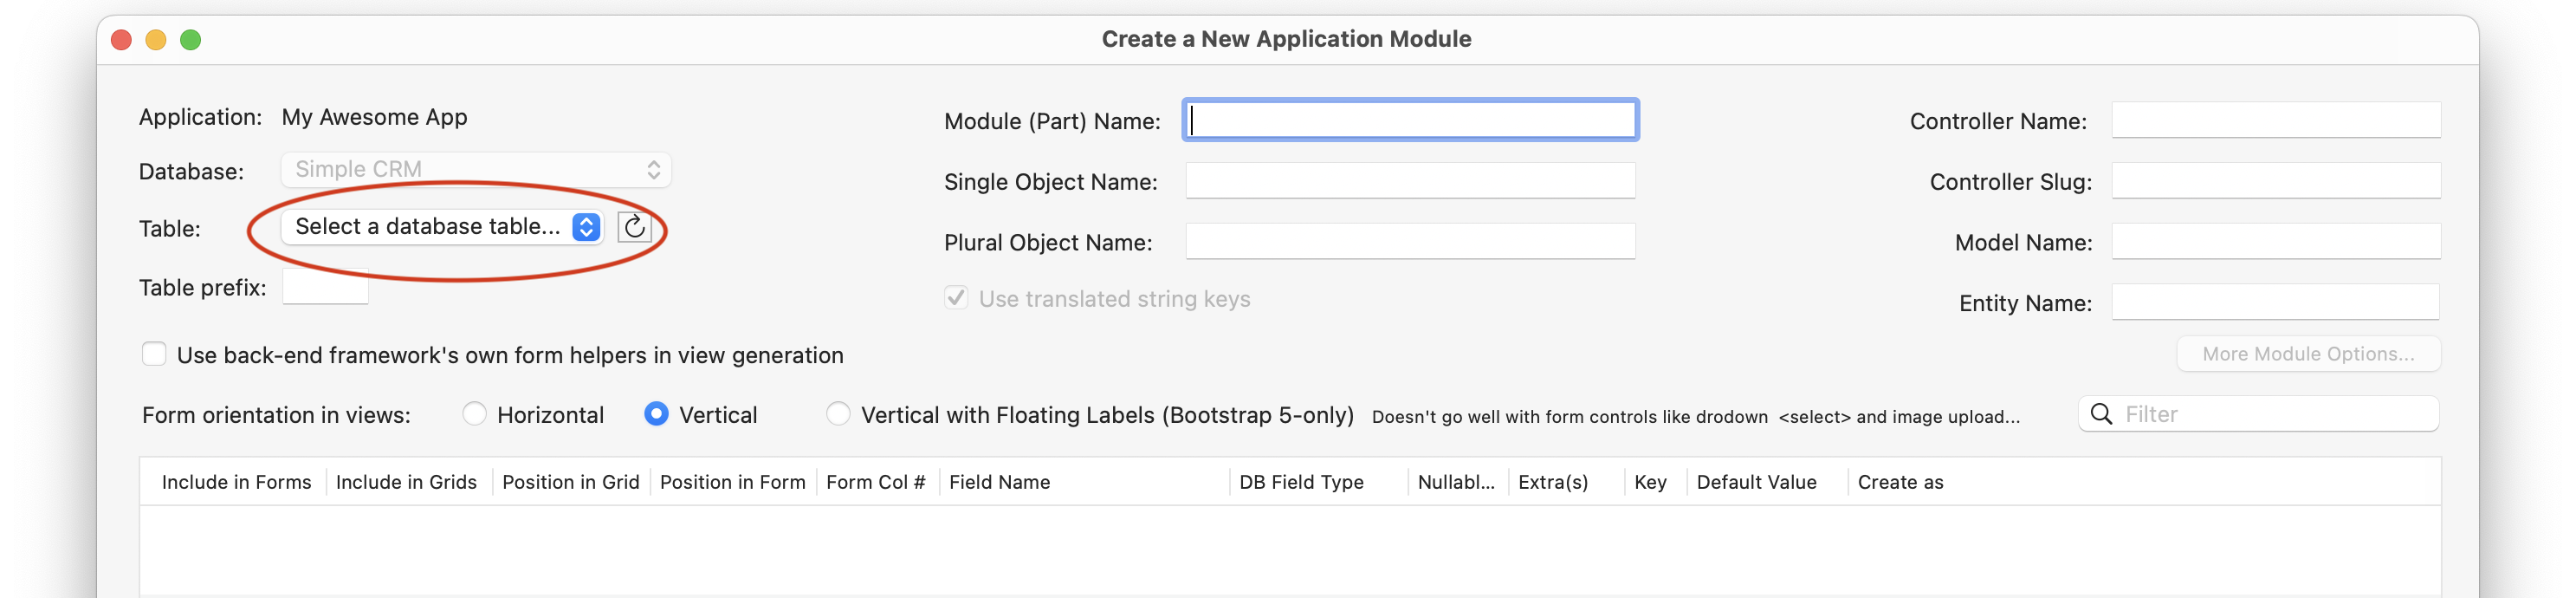 Create a New Application Module
Application: My Awesome App
Module (Part) Name:
Controller Name:
Database: Simple CRM
Single Object Name:
Controller Slug:
Table: Select a database table...
Plural Object Name:
Model Name:
Table prefix:
Use translated string keys
Entity Name:
Use back-end framework's own form helpers in view generation
More Module Options...
Form orientation in views: Horizontal Vertical Vertical with Floating Labels (Bootstrap 5-only) Doesn't go well with form controls like drodown <select> and image upload... Filter
Include in Forms Include in Grids Position in Grid Position in Form Form Col # Field Name DB Field Type Nullabl... Extra(s) Key Default Value Create as